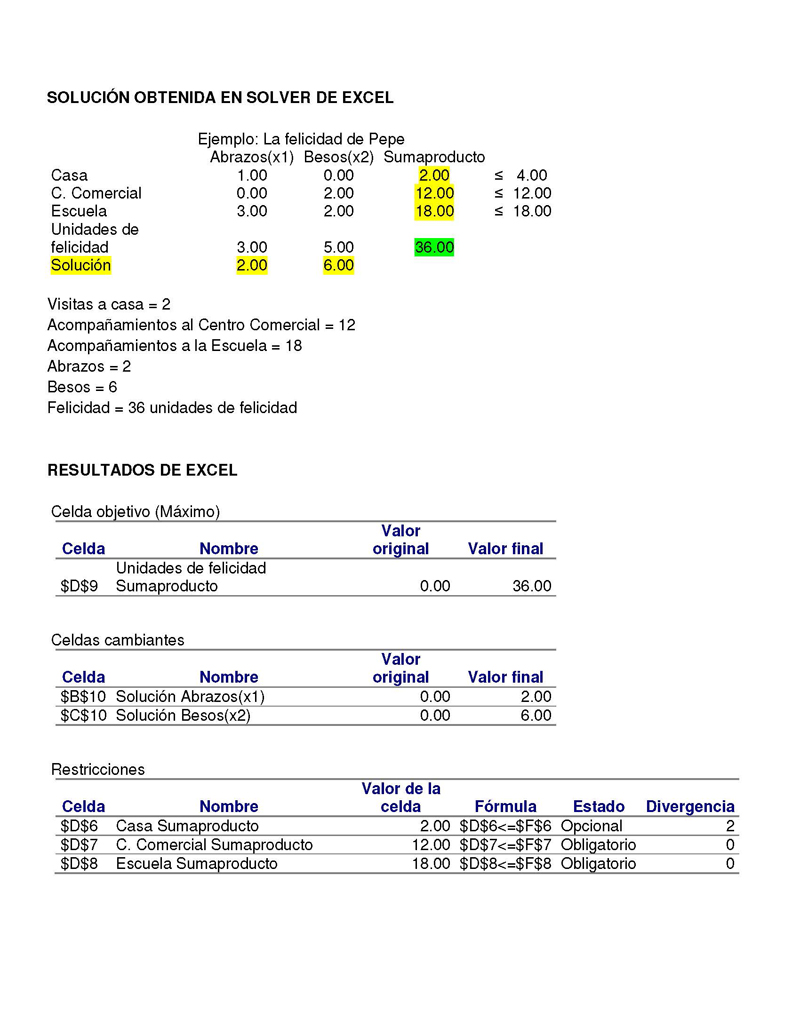 SOLUCIÓN OBTENIDA EN SOLVER DE EXCEL
Ejemplo: La felicidad de Pepe
Abrazos(x1) Besos(x2) Sumaproducto
Casa 1.00 0.00 2.00 ≤ 4.00
C. Comercial 0.00 2.00 12.00 ≤ 12.00
Escuela 3.00 2.00 18.00 ≤ 18.00
Unidades de
felicidad 3.00 5.00 36.00
Solución 2.00 6.00
Visitas a casa = 2
Acompañamientos al Centro Comercial = 12
Acompañamientos a la Escuela = 18
Abrazos = 2
Besos = 6
Felicidad = 36 unidades de felicidad
RESULTADOS DE EXCEL
Celda objetivo (Máximo)
Valor
Celda Nombre original Valor final
Unidades de felicidad
$D$9 Sumaproducto 0.00 36.00
Celdas cambiantes
Valor
Celda Nombre original Valor final
$B$10 Solución Abrazos(x1) 0.00 2.00
$C$10 Solución Besos(x2) 0.00 6.00
Restricciones
Valor de la
Celda Nombre celda Fórmula Estado Divergencia
$D$6 Casa Sumaproducto 2.00 $D$6<=$F$6 Opcional 2
$D$7 C. Comercial Sumaproducto 12.00 $D$7<=$F$7 Obligatorio 0
$D$8 Escuela Sumaproducto 18.00 $D$8<=$F$8 Obligatorio 0